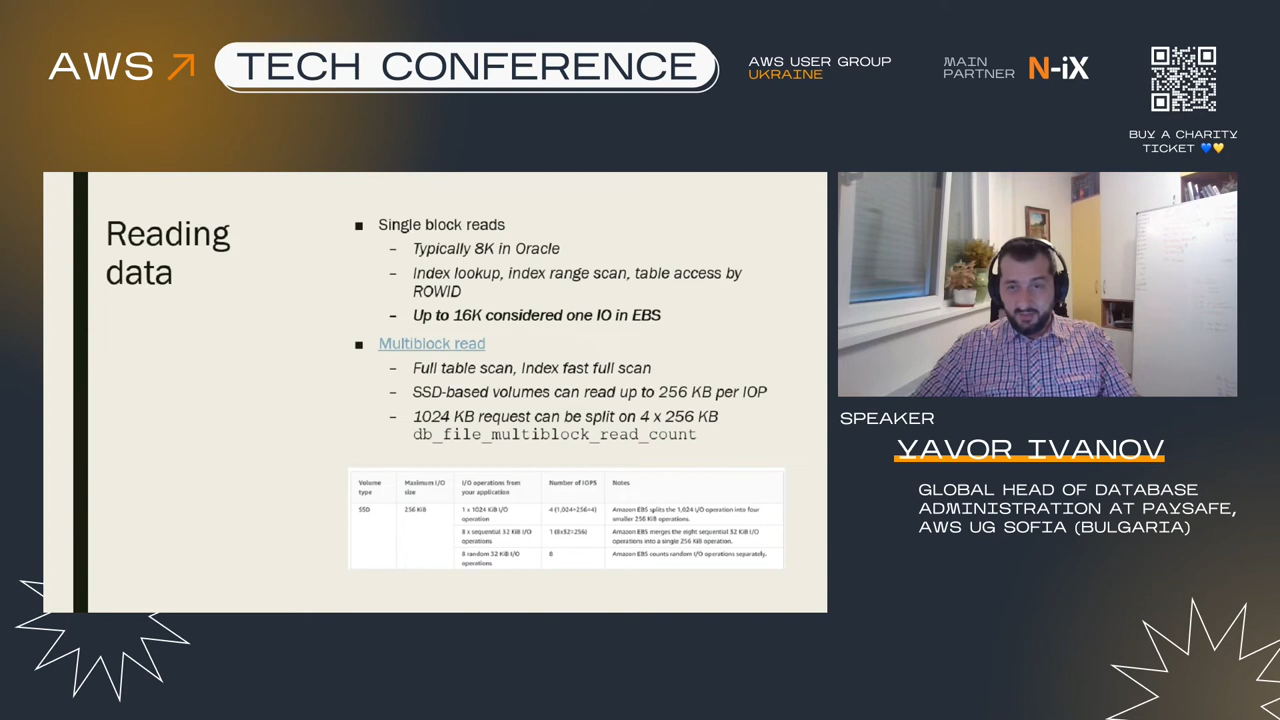 AWS ↗ TECH CONFERENCE
AWS USER GROUP
UKRAINE
MAIN
PARTNER
N-iX
BUY A CHARITY
TICKET 💙💛
Reading
data
■ Single block reads
– Typically 8K in Oracle
– Index lookup, index range scan, table access by
ROWID
– Up to 16K considered one IO in EBS
■ Multiblock read
– Full table scan, Index fast full scan
– SSD-based volumes can read up to 256 KB per IOP
– 1024 KB request can be split on 4 x 256 KB
db_file_multiblock_read_count
Volume type | Maximum I/O size | I/O operations from your application | Number of IOPS | Notes
SSD | 256 KiB | 1 x 1024 KiB I/O operation | 4 (1,024÷256=4) | Amazon EBS splits the 1,024 I/O operation into four smaller 256 KiB operations.
8 x sequential 32 KiB I/O operations | 1 (8x32=256) | Amazon EBS merges the eight sequential 32 KiB I/O operations into a single 256 KiB operation.
8 random 32 KiB I/O operations | 8 | Amazon EBS counts random I/O operations separately.
SPEAKER
YAVOR IVANOV
GLOBAL HEAD OF DATABASE
ADMINISTRATION AT PAYSAFE,
AWS UG SOFIA (BULGARIA)